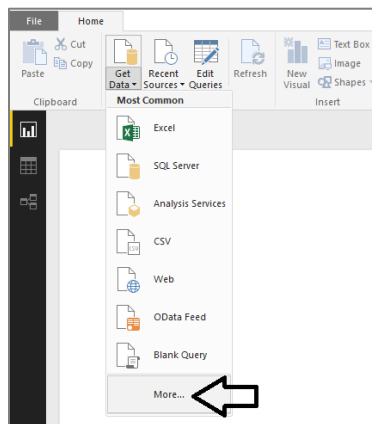 File
Home
Cut
Copy
Paste
Clipboard
Get Data
Recent Sources
Edit Queries
Refresh
New Visual
Text Box
Image
Shapes
Insert
Most Common
Excel
SQL Server
Analysis Services
CSV
Web
OData Feed
Blank Query
More...